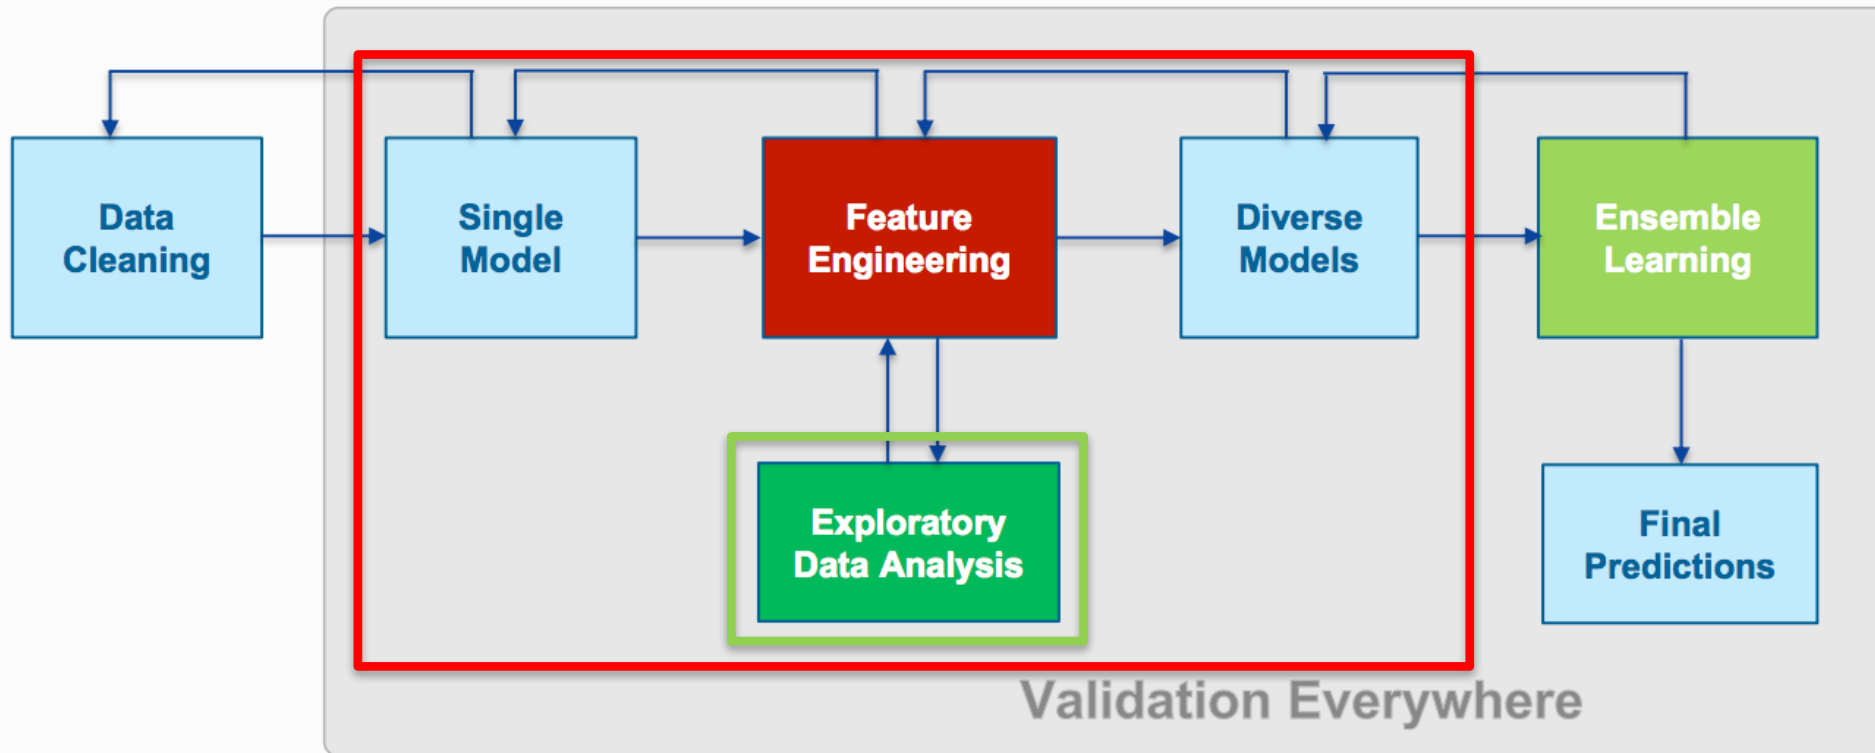 Data
Cleaning
Single
Model
Feature
Engineering
Diverse
Models
Ensemble
Learning
Exploratory
Data Analysis
Final
Predictions
Validation Everywhere